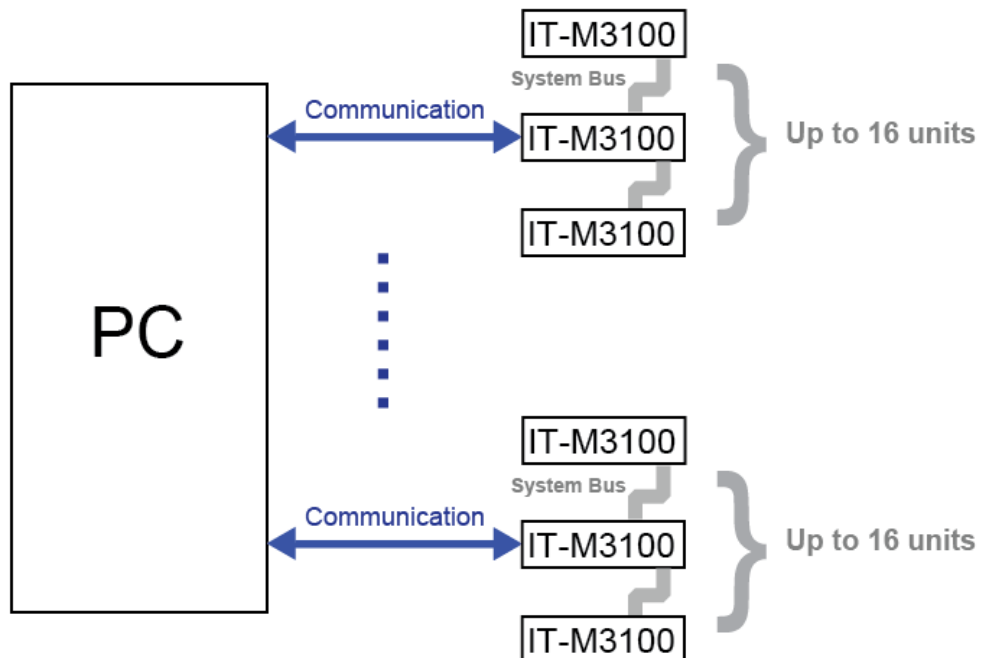 IT-M3100
System Bus
Communication
IT-M3100
Up to 16 units
IT-M3100
PC
IT-M3100
System Bus
Communication
IT-M3100
Up to 16 units
IT-M3100